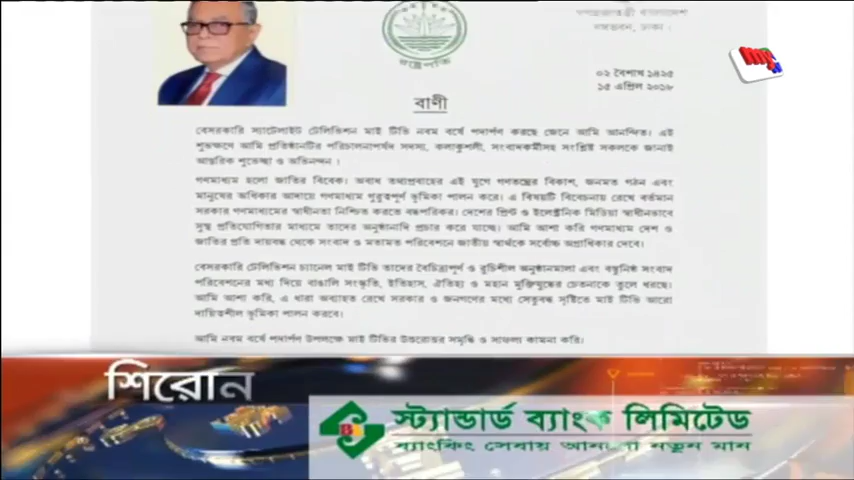 গণপ্রজাতন্ত্রী বাংলাদেশ
বঙ্গভবন, ঢাকা।
রাষ্ট্রপতি
my tv
০২ বৈশাখ ১৪২৫
১৫ এপ্রিল ২০১৮
বাণী
বেসরকারি স্যাটেলাইট টেলিভিশন মাই টিভি নবম বর্ষে পদার্পণ করছে জেনে আমি আনন্দিত। এই
শুভক্ষণে আমি প্রতিষ্ঠানটির পরিচালনাপর্ষদ সদস্য, কলাকুশলী, সংবাদকর্মীসহ সংশ্লিষ্ট সকলকে জানাই
আন্তরিক শুভেচ্ছা ও অভিনন্দন।
গণমাধ্যম হলো জাতির বিবেক। অবাধ তথ্যপ্রবাহের এই যুগে গণতন্ত্রের বিকাশ, জনমত গঠন এবং
মানুষের অধিকার আদায়ে গণমাধ্যম গুরুত্বপূর্ণ ভূমিকা পালন করে। এ বিষয়টি বিবেচনায় রেখে বর্তমান
সরকার গণমাধ্যমের স্বাধীনতা নিশ্চিত করতে বদ্ধপরিকর। দেশের প্রিন্ট ও ইলেক্ট্রনিক মিডিয়া স্বাধীনভাবে
সুস্থ প্রতিযোগিতার মাধ্যমে তাদের অনুষ্ঠানাদি প্রচার করে যাচ্ছে। আমি আশা করি গণমাধ্যম দেশ ও
জাতির প্রতি দায়বদ্ধ থেকে সংবাদ ও মতামত পরিবেশনে জাতীয় স্বার্থকে সর্বোচ্চ অগ্রাধিকার দেবে।
বেসরকারি টেলিভিশন চ্যানেল মাই টিভি তাদের বৈচিত্র্যপূর্ণ ও রুচিশীল অনুষ্ঠানমালা এবং বস্তুনিষ্ঠ সংবাদ
পরিবেশনের মধ্য দিয়ে বাঙালি সংস্কৃতি, ইতিহাস, ঐতিহ্য ও মহান মুক্তিযুদ্ধের চেতনাকে তুলে ধরছে।
আমি আশা করি, এ ধারা অব্যাহত রেখে সরকার ও জনগণের মধ্যে সেতুবন্ধ সৃষ্টিতে মাই টিভি আরো
দায়িত্বশীল ভূমিকা পালন করবে।
আমি নবম বর্ষে পদার্পণ উপলক্ষে মাই টিভির উত্তরোত্তর সমৃদ্ধি ও সাফল্য কামনা করি।
শিরোন
স্ট্যান্ডার্ড ব্যাংক লিমিটেড
ব্যাংকিং সেবায় আনলো নতুন মান